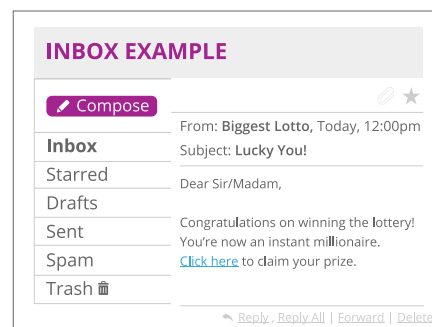 INBOX EXAMPLE
Compose
Inbox
Starred
Drafts
Sent
Spam
Trash
From: Biggest Lotto, Today, 12:00pm
Subject: Lucky You!
Dear Sir/Madam,
Congratulations on winning the lottery!
You're now an instant millionaire.
Click here to claim your prize.
Reply , Reply All | Forward | Delete